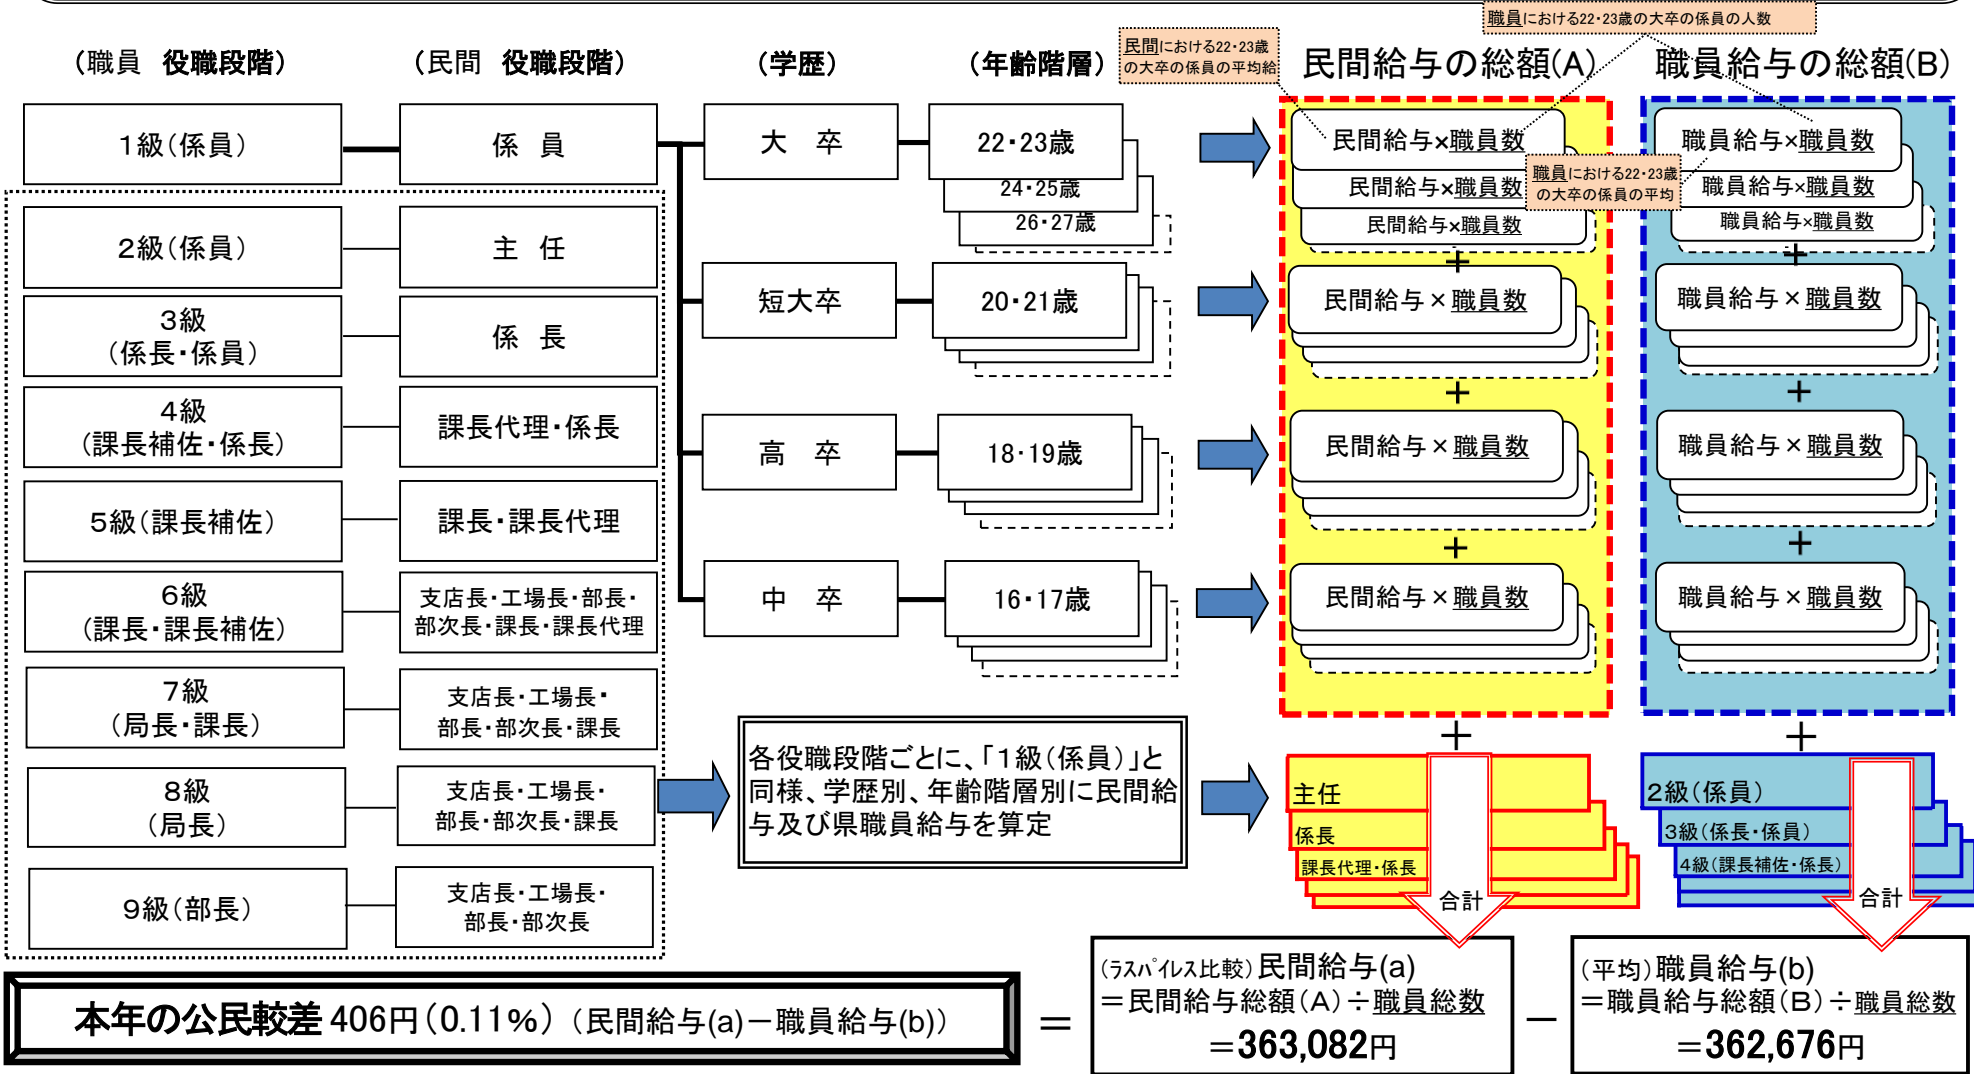 職員における22・23歳の大卒の係員の人数
民間における22・23歳
の大卒の係員の平均給
(職員 役職段階)
(民間 役職段階)
(学歴)
(年齢階層)
民間給与の総額(A)
職員給与の総額(B)
1級(係員)
係 員
大 卒
22・23歳
24・25歳
26・27歳
民間給与×職員数
民間給与×職員数
民間給与×職員数
職員における22・23歳
の大卒の係員の平均
職員給与×職員数
職員給与×職員数
職員給与×職員数
+
+
2級(係員)
主 任
短大卒
20・21歳
民間給与×職員数
職員給与×職員数
3級
(係長・係員)
係 長
+
+
4級
(課長補佐・係長)
課長代理・係長
高 卒
18・19歳
民間給与×職員数
職員給与×職員数
5級(課長補佐)
課長・課長代理
+
+
6級
(課長・課長補佐)
支店長・工場長・部長・
部次長・課長・課長代理
中 卒
16・17歳
民間給与×職員数
職員給与×職員数
7級
(局長・課長)
支店長・工場長・
部長・部次長・課長
+
+
8級
(局長)
支店長・工場長・
部長・部次長・課長
各役職段階ごとに、「1級(係員)」と
同様、学歴別、年齢階層別に民間給
与及び県職員給与を算定
主任
係長
課長代理・係長
合計
2級(係員)
3級(係長・係員)
4級(課長補佐・係長)
合計
9級(部長)
支店長・工場長・
部長・部次長
本年の公民較差 406円(0.11%) (民間給与(a)-職員給与(b))
=
(ラスパイレス比較)民間給与(a)
=民間給与総額(A)÷職員総数
=363,082円
-
(平均)職員給与(b)
=職員給与総額(B)÷職員総数
=362,676円